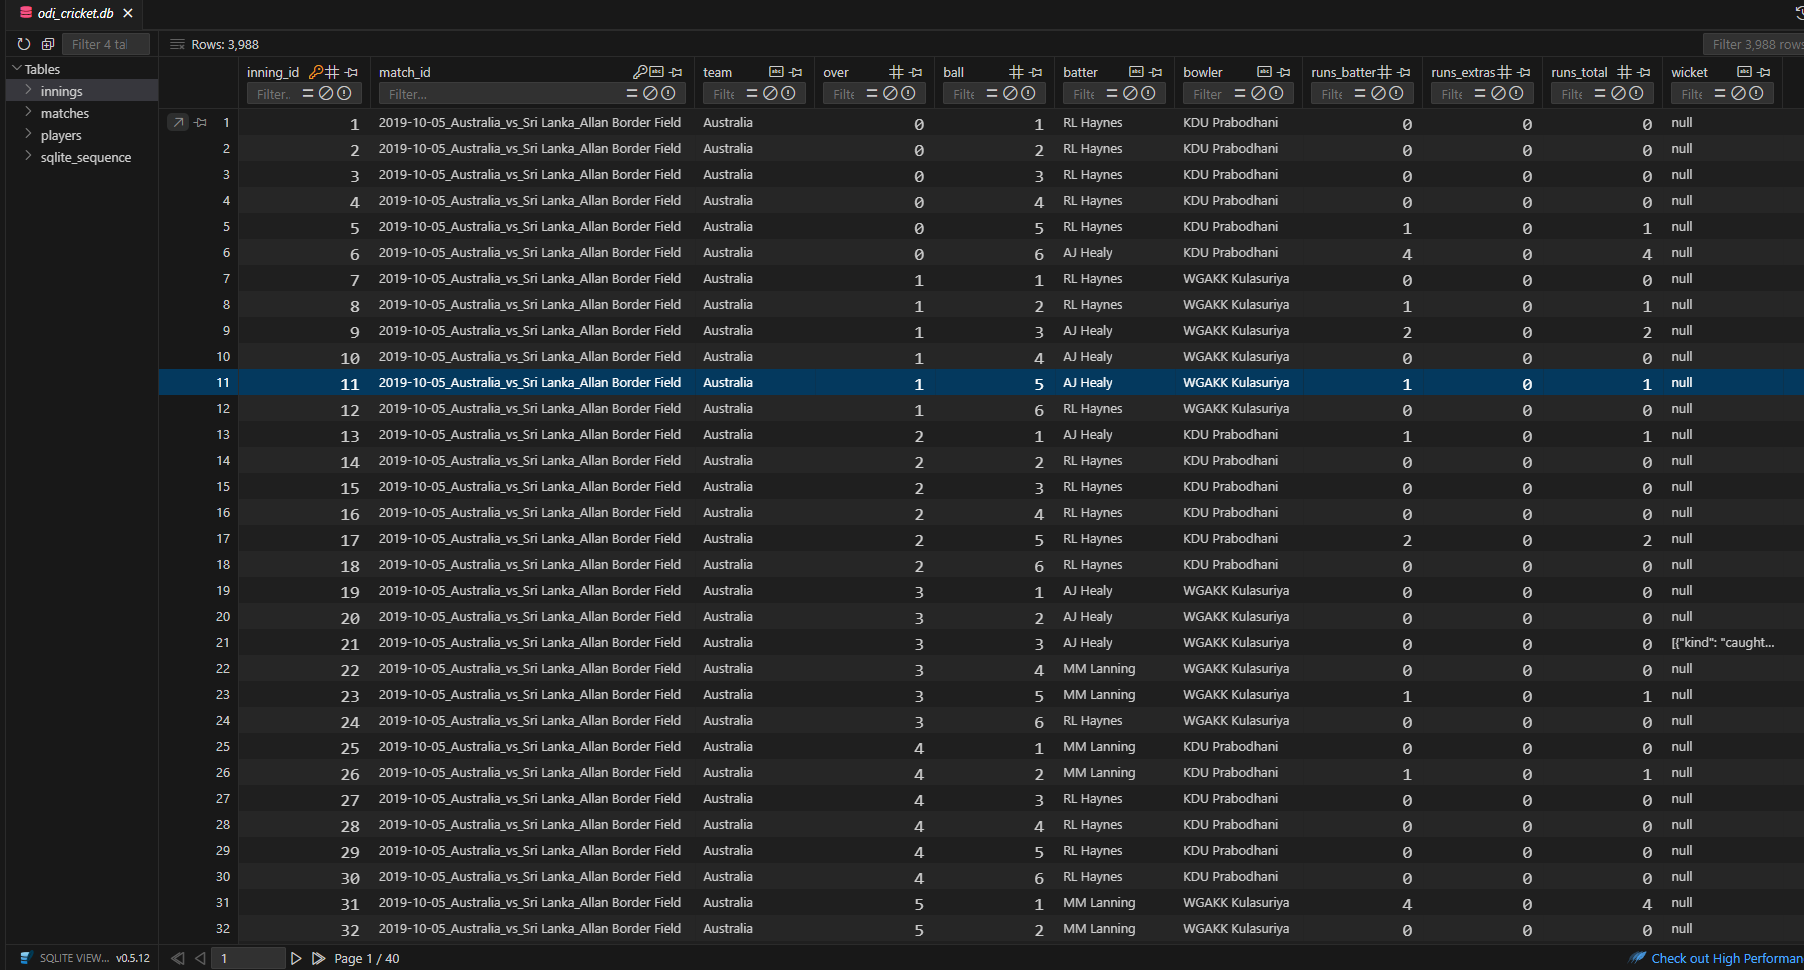 odi_cricket.db
Filter 4 tal
Rows: 3,988
Filter 3,988 rows
Tables
innings
matches
players
sqlite_sequence
inning_id match_id team over ball batter bowler runs_batter runs_extras runs_total wicket
Filter.. Filter... Filte Filte Filte Filte Filter Filte Filte Filte Filte
1 1 2019-10-05_Australia_vs_Sri Lanka_Allan Border Field Australia 0 1 RL Haynes KDU Prabodhani 0 0 0 null
2 2 2019-10-05_Australia_vs_Sri Lanka_Allan Border Field Australia 0 2 RL Haynes KDU Prabodhani 0 0 0 null
3 3 2019-10-05_Australia_vs_Sri Lanka_Allan Border Field Australia 0 3 RL Haynes KDU Prabodhani 0 0 0 null
4 4 2019-10-05_Australia_vs_Sri Lanka_Allan Border Field Australia 0 4 RL Haynes KDU Prabodhani 0 0 0 null
5 5 2019-10-05_Australia_vs_Sri Lanka_Allan Border Field Australia 0 5 RL Haynes KDU Prabodhani 1 0 1 null
6 6 2019-10-05_Australia_vs_Sri Lanka_Allan Border Field Australia 0 6 AJ Healy KDU Prabodhani 4 0 4 null
7 7 2019-10-05_Australia_vs_Sri Lanka_Allan Border Field Australia 1 1 RL Haynes WGAKK Kulasuriya 0 0 0 null
8 8 2019-10-05_Australia_vs_Sri Lanka_Allan Border Field Australia 1 2 RL Haynes WGAKK Kulasuriya 1 0 1 null
9 9 2019-10-05_Australia_vs_Sri Lanka_Allan Border Field Australia 1 3 AJ Healy WGAKK Kulasuriya 2 0 2 null
10 10 2019-10-05_Australia_vs_Sri Lanka_Allan Border Field Australia 1 4 AJ Healy WGAKK Kulasuriya 0 0 0 null
11 11 2019-10-05_Australia_vs_Sri Lanka_Allan Border Field Australia 1 5 AJ Healy WGAKK Kulasuriya 1 0 1 null
12 12 2019-10-05_Australia_vs_Sri Lanka_Allan Border Field Australia 1 6 RL Haynes WGAKK Kulasuriya 0 0 0 null
13 13 2019-10-05_Australia_vs_Sri Lanka_Allan Border Field Australia 2 1 AJ Healy KDU Prabodhani 1 0 1 null
14 14 2019-10-05_Australia_vs_Sri Lanka_Allan Border Field Australia 2 2 RL Haynes KDU Prabodhani 0 0 0 null
15 15 2019-10-05_Australia_vs_Sri Lanka_Allan Border Field Australia 2 3 RL Haynes KDU Prabodhani 0 0 0 null
16 16 2019-10-05_Australia_vs_Sri Lanka_Allan Border Field Australia 2 4 RL Haynes KDU Prabodhani 0 0 0 null
17 17 2019-10-05_Australia_vs_Sri Lanka_Allan Border Field Australia 2 5 RL Haynes KDU Prabodhani 2 0 2 null
18 18 2019-10-05_Australia_vs_Sri Lanka_Allan Border Field Australia 2 6 RL Haynes KDU Prabodhani 0 0 0 null
19 19 2019-10-05_Australia_vs_Sri Lanka_Allan Border Field Australia 3 1 AJ Healy WGAKK Kulasuriya 0 0 0 null
20 20 2019-10-05_Australia_vs_Sri Lanka_Allan Border Field Australia 3 2 AJ Healy WGAKK Kulasuriya 0 0 0 null
21 21 2019-10-05_Australia_vs_Sri Lanka_Allan Border Field Australia 3 3 AJ Healy WGAKK Kulasuriya 0 0 0 [{"kind": "caught...
22 22 2019-10-05_Australia_vs_Sri Lanka_Allan Border Field Australia 3 4 MM Lanning WGAKK Kulasuriya 0 0 0 null
23 23 2019-10-05_Australia_vs_Sri Lanka_Allan Border Field Australia 3 5 MM Lanning WGAKK Kulasuriya 1 0 1 null
24 24 2019-10-05_Australia_vs_Sri Lanka_Allan Border Field Australia 3 6 RL Haynes WGAKK Kulasuriya 0 0 0 null
25 25 2019-10-05_Australia_vs_Sri Lanka_Allan Border Field Australia 4 1 MM Lanning KDU Prabodhani 0 0 0 null
26 26 2019-10-05_Australia_vs_Sri Lanka_Allan Border Field Australia 4 2 MM Lanning KDU Prabodhani 1 0 1 null
27 27 2019-10-05_Australia_vs_Sri Lanka_Allan Border Field Australia 4 3 RL Haynes KDU Prabodhani 0 0 0 null
28 28 2019-10-05_Australia_vs_Sri Lanka_Allan Border Field Australia 4 4 RL Haynes KDU Prabodhani 0 0 0 null
29 29 2019-10-05_Australia_vs_Sri Lanka_Allan Border Field Australia 4 5 RL Haynes KDU Prabodhani 0 0 0 null
30 30 2019-10-05_Australia_vs_Sri Lanka_Allan Border Field Australia 4 6 RL Haynes KDU Prabodhani 0 0 0 null
31 31 2019-10-05_Australia_vs_Sri Lanka_Allan Border Field Australia 5 1 MM Lanning WGAKK Kulasuriya 4 0 4 null
32 32 2019-10-05_Australia_vs_Sri Lanka_Allan Border Field Australia 5 2 MM Lanning WGAKK Kulasuriya 0 0 0 null
SQLITE VIEW... v0.5.12
1
Page 1 / 40
Check out High Performan